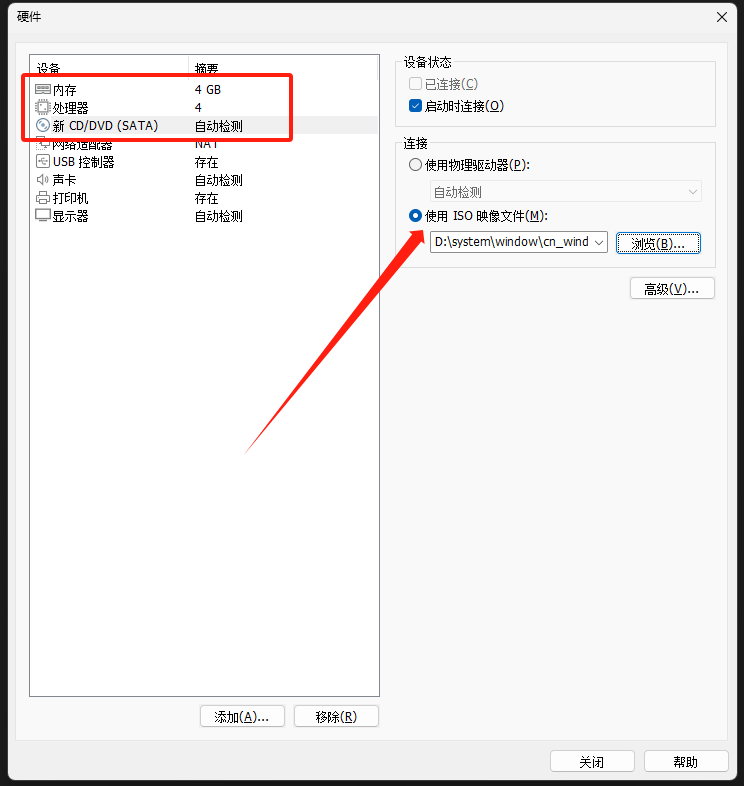 硬件
设备 摘要
内存 4 GB
处理器 4
新 CD/DVD (SATA) 自动检测
网络适配器 NAT
USB 控制器 存在
声卡 自动检测
打印机 存在
显示器 自动检测
添加(A)... 移除(R)
设备状态
已连接(C)
启动时连接(O)
连接
使用物理驱动器(P):
自动检测
使用 ISO 映像文件(M):
D:\system\window\cn_wind
浏览(B)...
高级(V)...
关闭 帮助